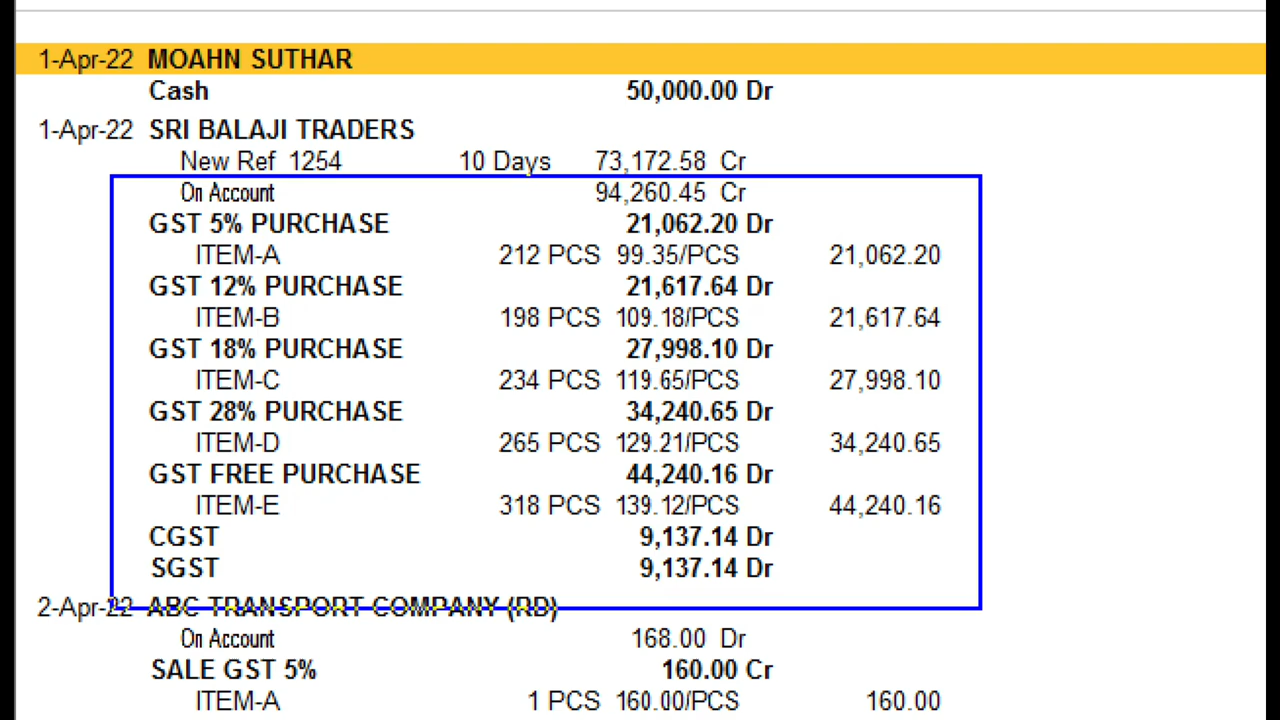 1-Apr-22 MOAHN SUTHAR
Cash 50,000.00 Dr
1-Apr-22 SRI BALAJI TRADERS
New Ref 1254 10 Days 73,172.58 Cr
On Account 94,260.45 Cr
GST 5% PURCHASE 21,062.20 Dr
ITEM-A 212 PCS 99.35/PCS 21,062.20
GST 12% PURCHASE 21,617.64 Dr
ITEM-B 198 PCS 109.18/PCS 21,617.64
GST 18% PURCHASE 27,998.10 Dr
ITEM-C 234 PCS 119.65/PCS 27,998.10
GST 28% PURCHASE 34,240.65 Dr
ITEM-D 265 PCS 129.21/PCS 34,240.65
GST FREE PURCHASE 44,240.16 Dr
ITEM-E 318 PCS 139.12/PCS 44,240.16
CGST 9,137.14 Dr
SGST 9,137.14 Dr
2-Apr-22 ABC TRANSPORT COMPANY (RD)
On Account 168.00 Dr
SALE GST 5% 160.00 Cr
ITEM-A 1 PCS 160.00/PCS 160.00